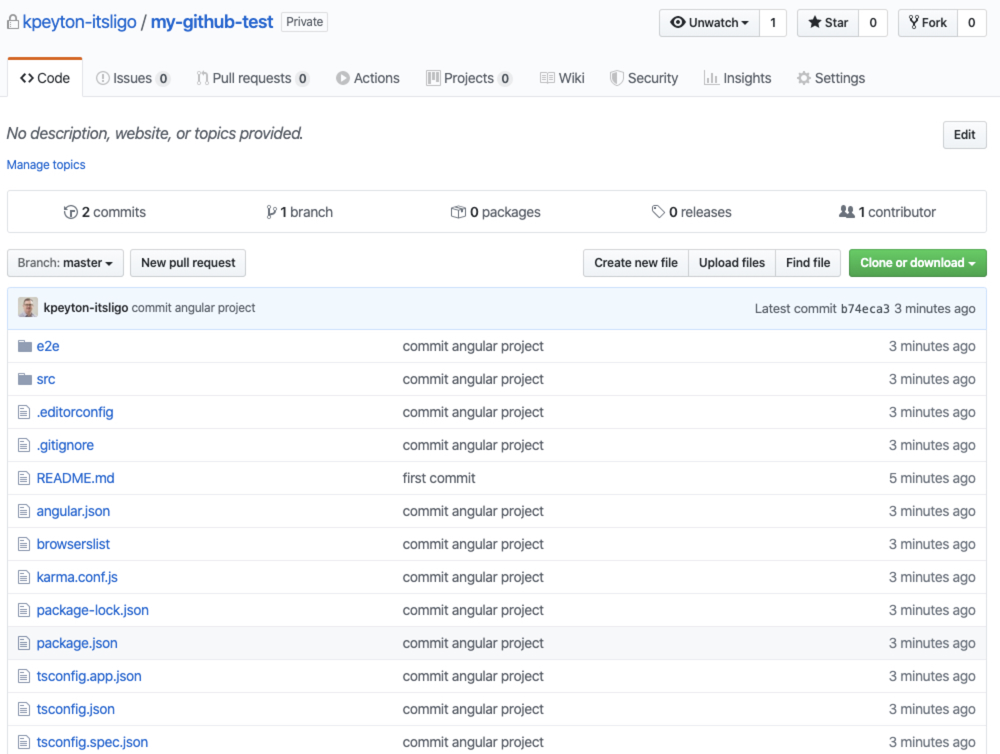 kpeyton-itsligo / my-github-test Private Unwatch 1 Star 0 Fork 0
Code Issues 0 Pull requests 0 Actions Projects 0 Wiki Security Insights Settings
No description, website, or topics provided. Edit
Manage topics
2 commits 1 branch 0 packages 0 releases 1 contributor
Branch: master New pull request Create new file Upload files Find file Clone or download
kpeyton-itsligo commit angular project Latest commit b74eca3 3 minutes ago
e2e commit angular project 3 minutes ago
src commit angular project 3 minutes ago
.editorconfig commit angular project 3 minutes ago
.gitignore commit angular project 3 minutes ago
README.md first commit 5 minutes ago
angular.json commit angular project 3 minutes ago
browserslist commit angular project 3 minutes ago
karma.conf.js commit angular project 3 minutes ago
package-lock.json commit angular project 3 minutes ago
package.json commit angular project 3 minutes ago
tsconfig.app.json commit angular project 3 minutes ago
tsconfig.json commit angular project 3 minutes ago
tsconfig.spec.json commit angular project 3 minutes ago